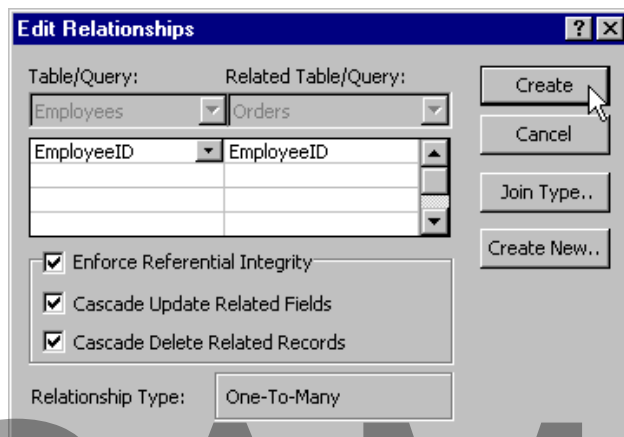 Edit Relationships
Table/Query: Related Table/Query:
Employees Orders
EmployeeID EmployeeID
Enforce Referential Integrity
Cascade Update Related Fields
Cascade Delete Related Records
Relationship Type: One-To-Many
Create
Cancel
Join Type..
Create New..